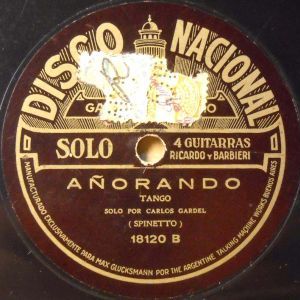 DISCO NACIONAL
SOLO
4 GUITARRAS
RICARDO Y BARBIERI
AÑORANDO
TANGO
SOLO POR CARLOS GARDEL
(SPINETTO)
18120 B
MANUFACTURADO EXCLUSIVAMENTE PARA MAX GLUCKSMANN POR THE ARGENTINE TALKING MACHINE WORKS BUENOS AIRES